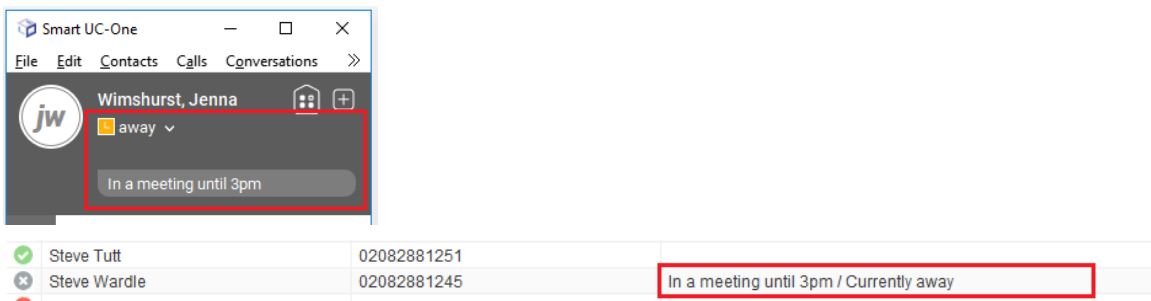 Smart UC-One
File Edit Contacts Calls Conversations »
jw
Wimshurst, Jenna
away
In a meeting until 3pm
Steve Tutt 02082881251
Steve Wardle 02082881245 In a meeting until 3pm / Currently away